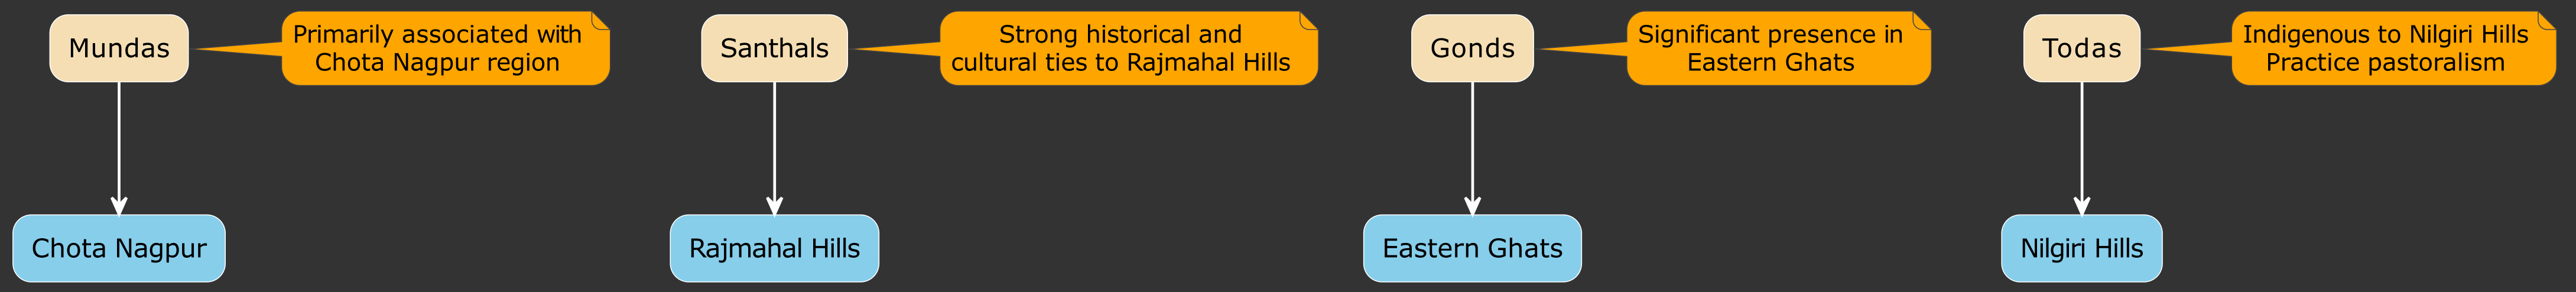 Mundas
Primarily associated with
Chota Nagpur region
Santhals
Strong historical and
cultural ties to Rajmahal Hills
Gonds
Significant presence in
Eastern Ghats
Todas
Indigenous to Nilgiri Hills
Practice pastoralism
Chota Nagpur
Rajmahal Hills
Eastern Ghats
Nilgiri Hills